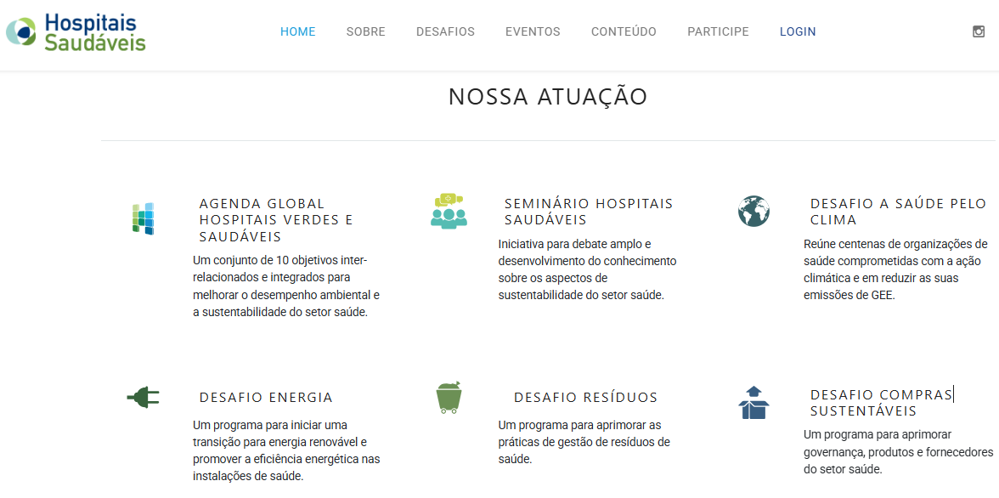 Hospitais
Saudáveis
HOME SOBRE DESAFIOS EVENTOS CONTEÚDO PARTICIPE LOGIN
NOSSA ATUAÇÃO
AGENDA GLOBAL
HOSPITAIS VERDES E
SAUDÁVEIS
Um conjunto de 10 objetivos inter-
relacionados e integrados para
melhorar o desempenho ambiental e
a sustentabilidade do setor saúde.
SEMINÁRIO HOSPITAIS
SAUDÁVEIS
Iniciativa para debate amplo e
desenvolvimento do conhecimento
sobre os aspectos de
sustentabilidade do setor saúde.
DESAFIO A SAÚDE PELO
CLIMA
Reúne centenas de organizações de
saúde comprometidas com a ação
climática e em reduzir as suas
emissões de GEE.
DESAFIO ENERGIA
Um programa para iniciar uma
transição para energia renovável e
promover a eficiência energética nas
instalações de saúde.
DESAFIO RESÍDUOS
Um programa para aprimorar as
práticas de gestão de resíduos de
saúde.
DESAFIO COMPRAS
SUSTENTÁVEIS
Um programa para aprimorar
governança, produtos e fornecedores
do setor saúde.